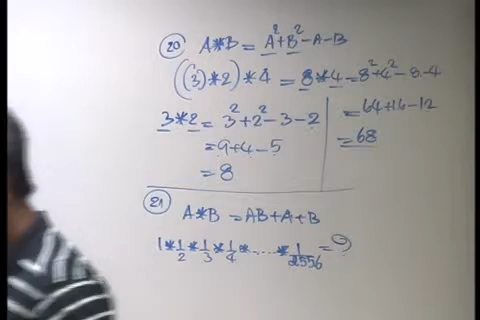 20 A*B = A²+B²-A-B
((3)*2)*4 = 8*4 = 8²+4²-8-4
= 64+16-12
= 68
3*2 = 3²+2²-3-2
= 9+4-5
= 8
21 A*B = AB+A+B
1*1/2*1/3*1/4*.....*1/2556 = ?